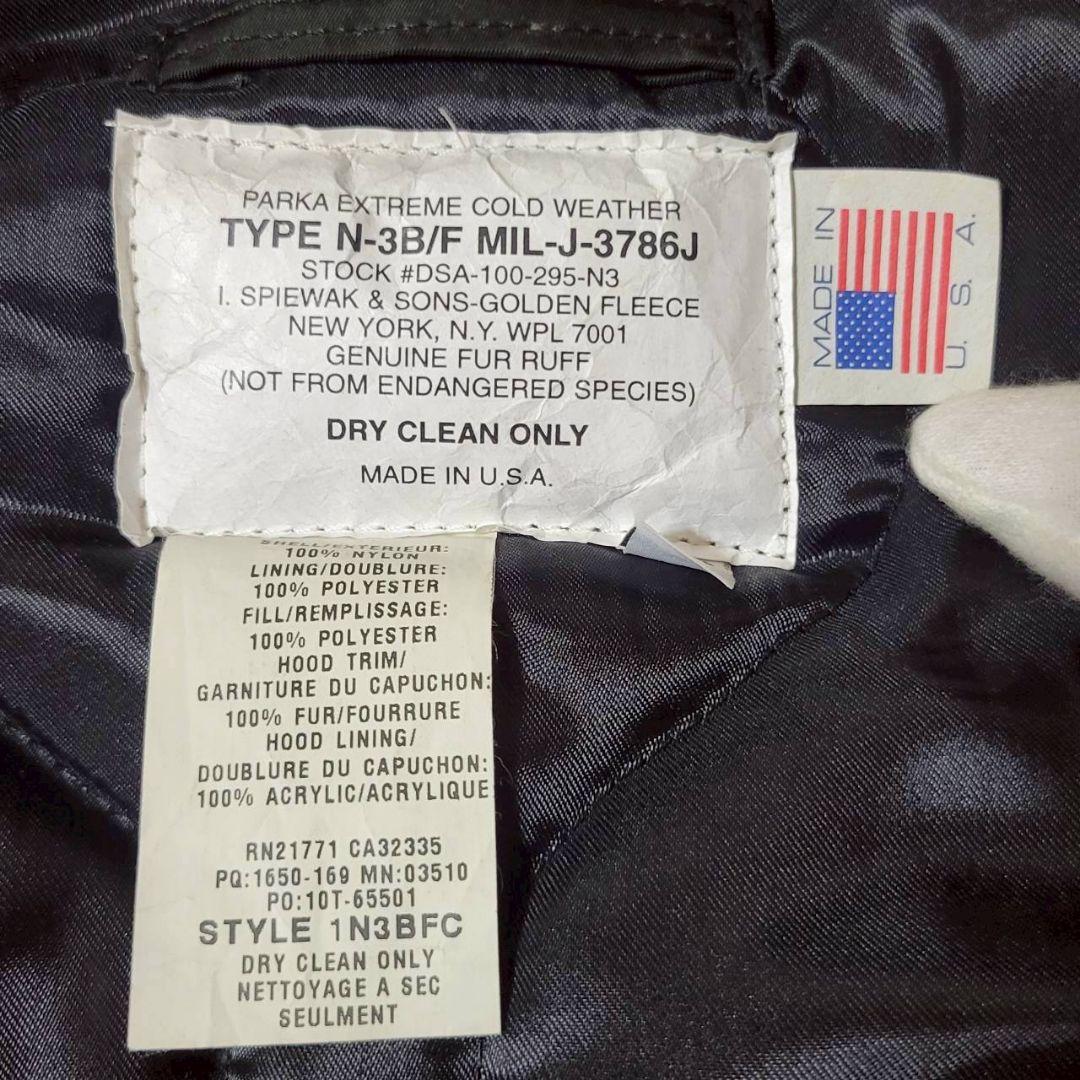 PARKA EXTREME COLD WEATHER
TYPE N-3B/F MIL-J-3786J
STOCK #DSA-100-295-N3
I. SPIEWAK & SONS-GOLDEN FLEECE
NEW YORK, N.Y. WPL 7001
GENUINE FUR RUFF
(NOT FROM ENDANGERED SPECIES)
DRY CLEAN ONLY
MADE IN U.S.A.
MADE IN
U. S. A.
SHELL/EXTERIEUR:
100% NYLON
LINING/DOUBLURE:
100% POLYESTER
FILL/REMPLISSAGE:
100% POLYESTER
HOOD TRIM/
GARNITURE DU CAPUCHON:
100% FUR/FOURRURE
HOOD LINING/
DOUBLURE DU CAPUCHON:
100% ACRYLIC/ACRYLIQUE
RN21771 CA32335
PQ:1650-169 MN:03510
PO:10T-65501
STYLE 1N3BFC
DRY CLEAN ONLY
NETTOYAGE A SEC
SEULMENT